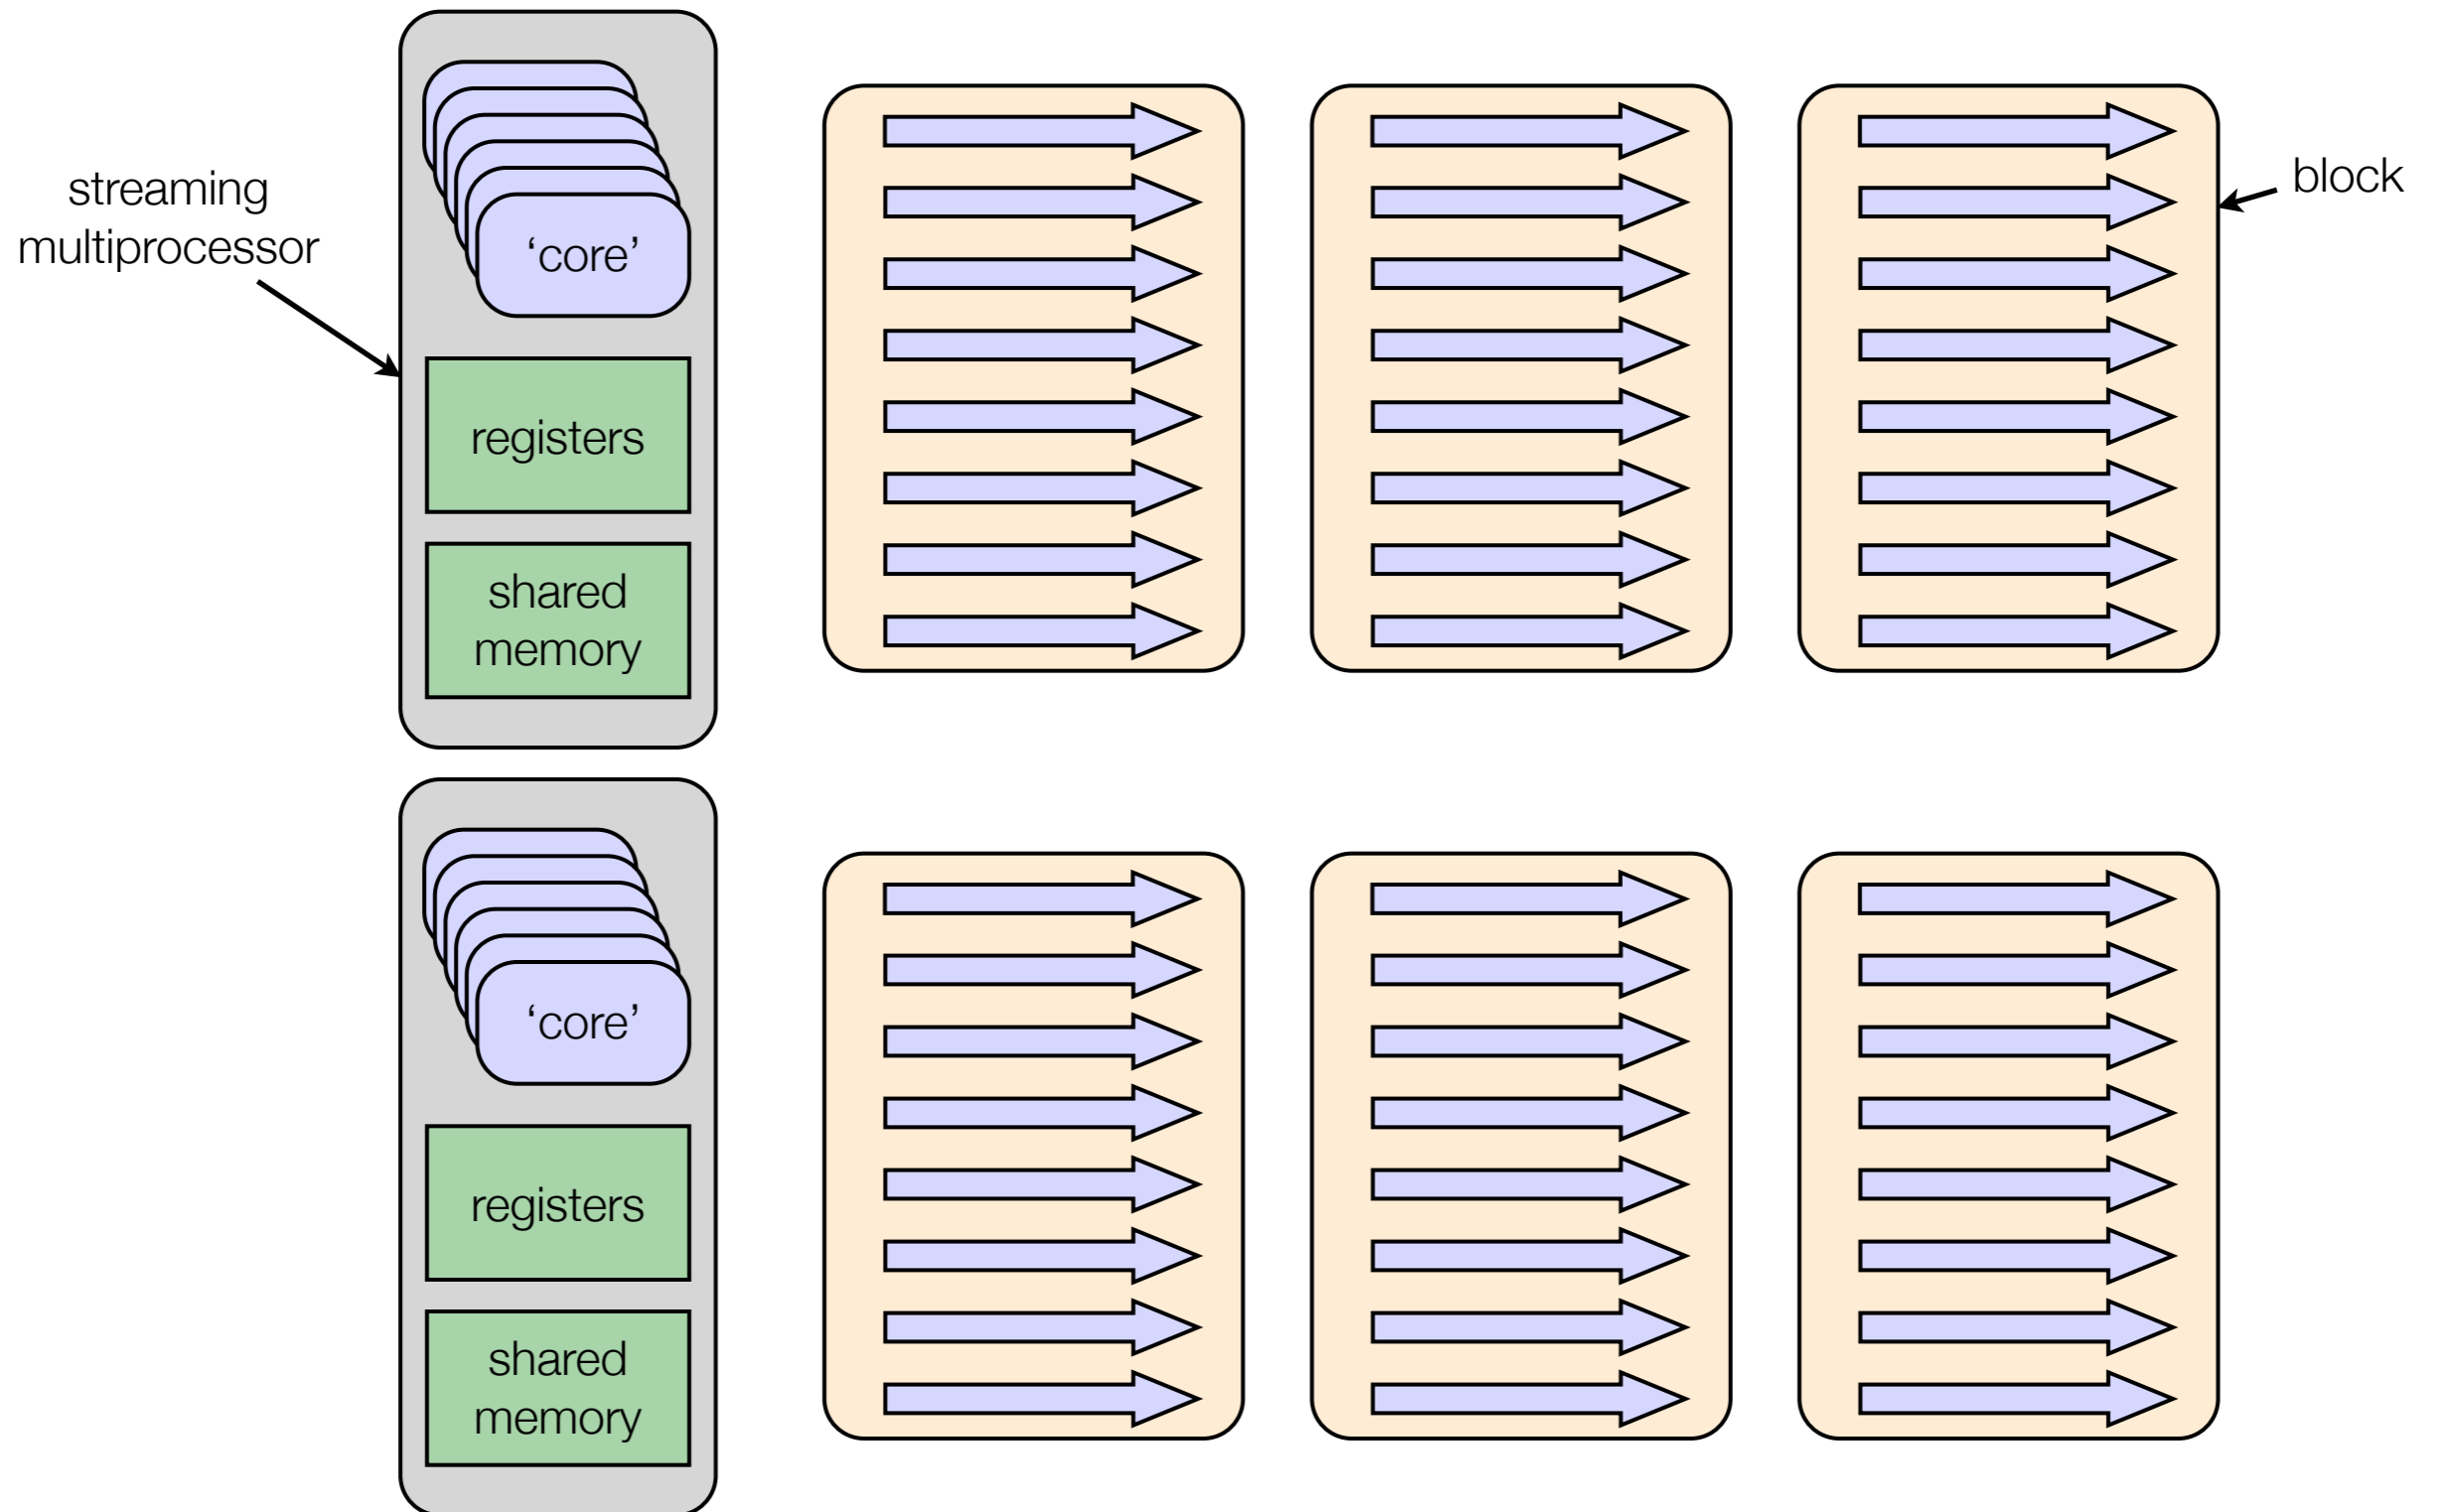 streaming
multiprocessor
‘core’
registers
shared
memory
block
‘core’
registers
shared
memory